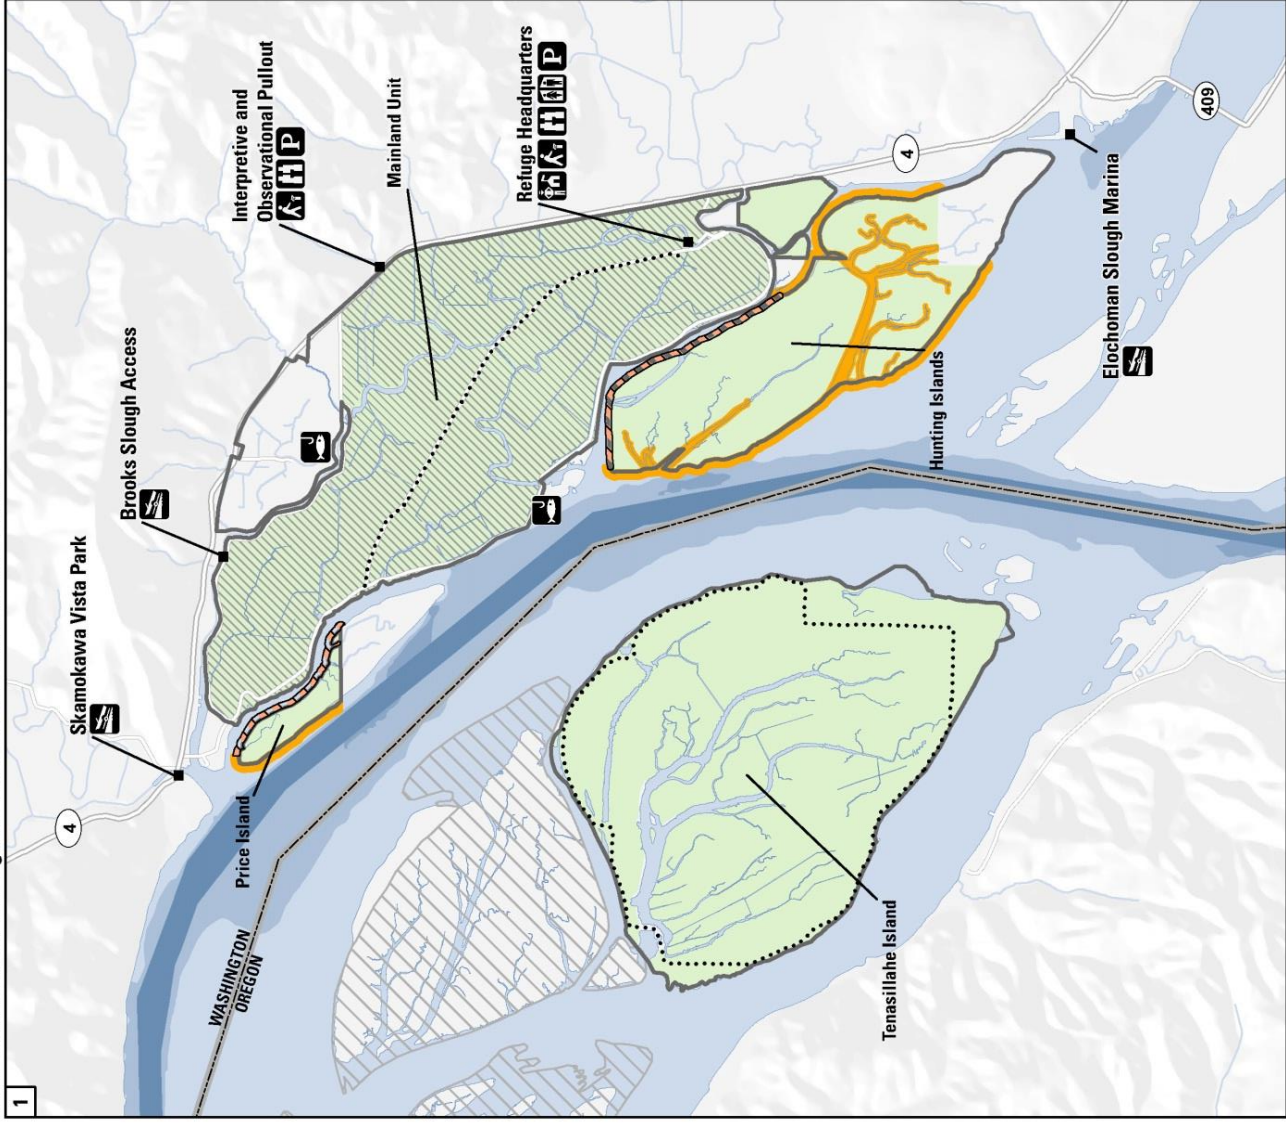 1
Skamokawa Vista Park
Brooks Slough Access
Interpretive and
Observational Pullout
P
Mainland Unit
Refuge Headquarters
P
4
Price Island
WASHINGTON
OREGON
4
409
Hunting Islands
Elochoman Slough Marina
Tenasillahe Island